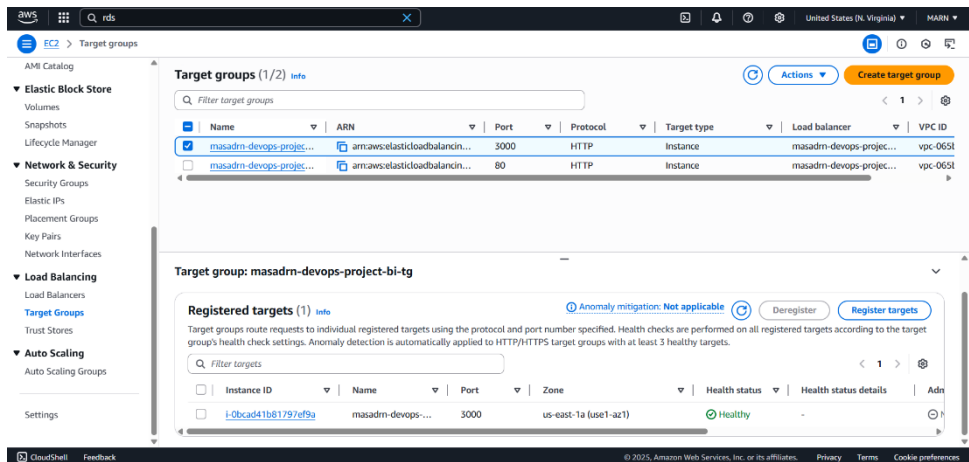 aws
rds
United States (N. Virginia) ▼
MARN ▼
EC2 > Target groups
AMI Catalog
▼ Elastic Block Store
Volumes
Snapshots
Lifecycle Manager
▼ Network & Security
Security Groups
Elastic IPs
Placement Groups
Key Pairs
Network Interfaces
▼ Load Balancing
Load Balancers
Target Groups
Trust Stores
▼ Auto Scaling
Auto Scaling Groups
Settings
Target groups (1/2) Info
Actions ▼
Create target group
Filter target groups
1
Name ARN Port Protocol Target type Load balancer VPC ID
masadrn-devops-projec... arn:aws:elasticloadbalancin... 3000 HTTP Instance masadrn-devops-projec... vpc-065b
masadrn-devops-projec... arn:aws:elasticloadbalancin... 80 HTTP Instance masadrn-devops-projec... vpc-065b
Target group: masadrn-devops-project-bi-tg
Registered targets (1) Info
Anomaly mitigation: Not applicable
Deregister
Register targets
Target groups route requests to individual registered targets using the protocol and port number specified. Health checks are performed on all registered targets according to the target
group's health check settings. Anomaly detection is automatically applied to HTTP/HTTPS target groups with at least 3 healthy targets.
Filter targets
1
Instance ID Name Port Zone Health status Health status details Adm
i-0bcad41b81797ef9a masadrn-devops-... 3000 us-east-1a (use1-az1) Healthy -
CloudShell Feedback © 2025, Amazon Web Services, Inc. or its affiliates. Privacy Terms Cookie preferences